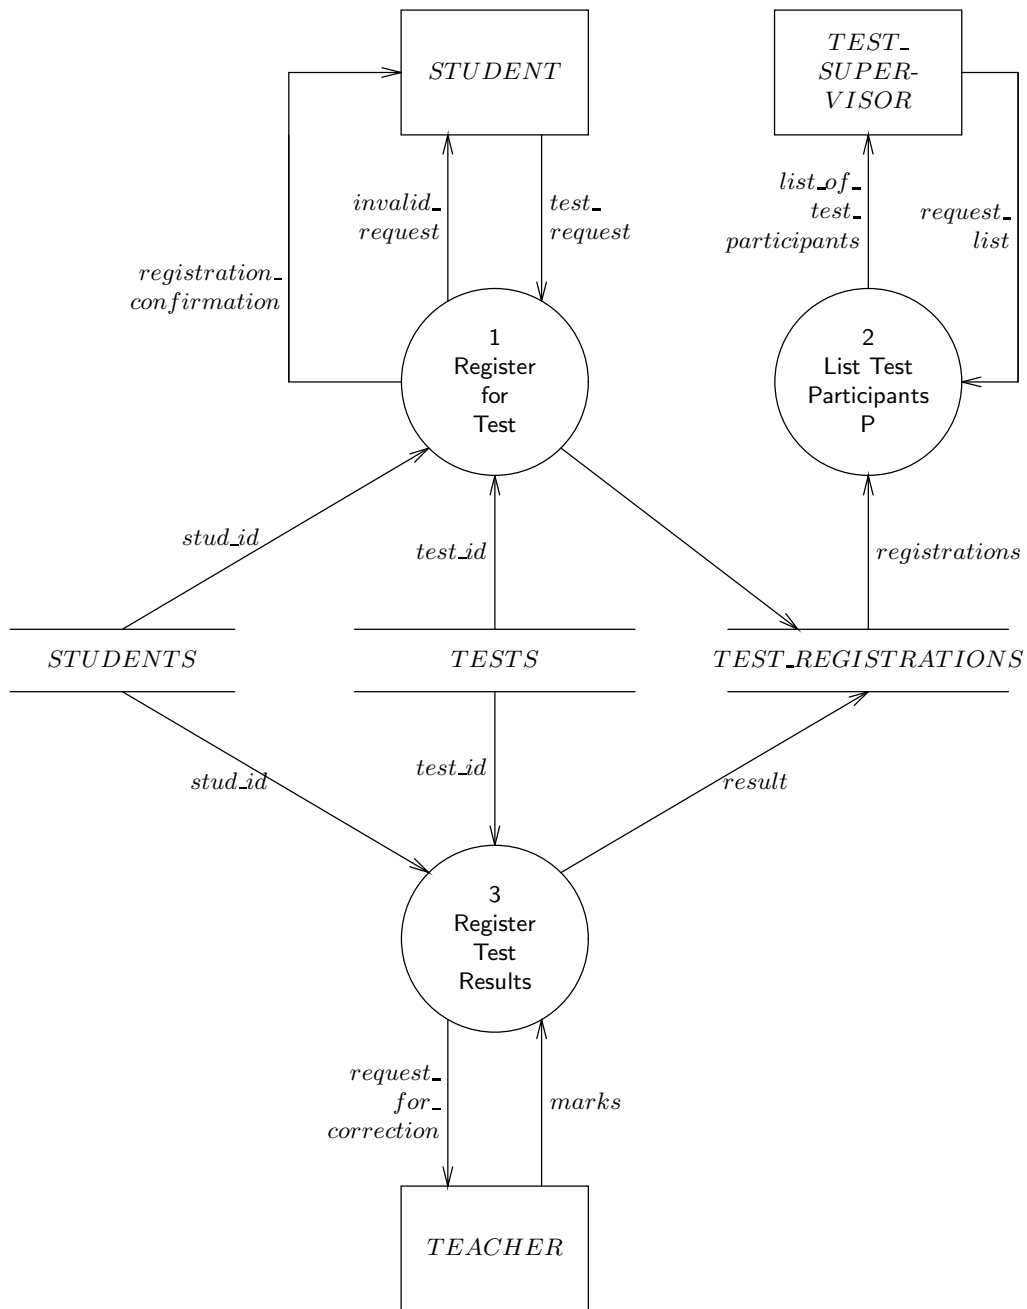 STUDENT
TEST_
SUPER-
VISOR
invalid_
request
test_
request
list_of_
test_
participants
request_
list
registration_
confirmation
1
Register
for
Test
2
List Test
Participants
P
stud_id
test_id
registrations
STUDENTS
TESTS
TEST_REGISTRATIONS
stud_id
test_id
result
3
Register
Test
Results
request_
for_
correction
marks
TEACHER